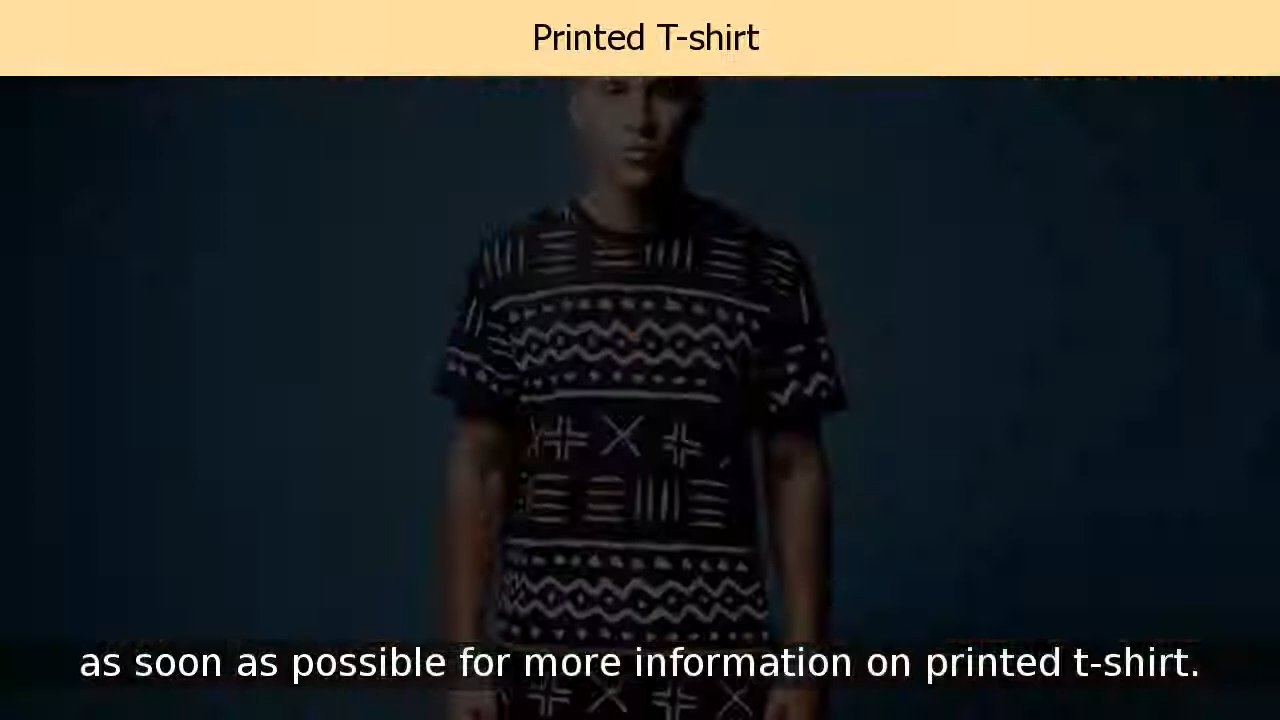 Printed T-shirt
as soon as possible for more information on printed t-shirt.